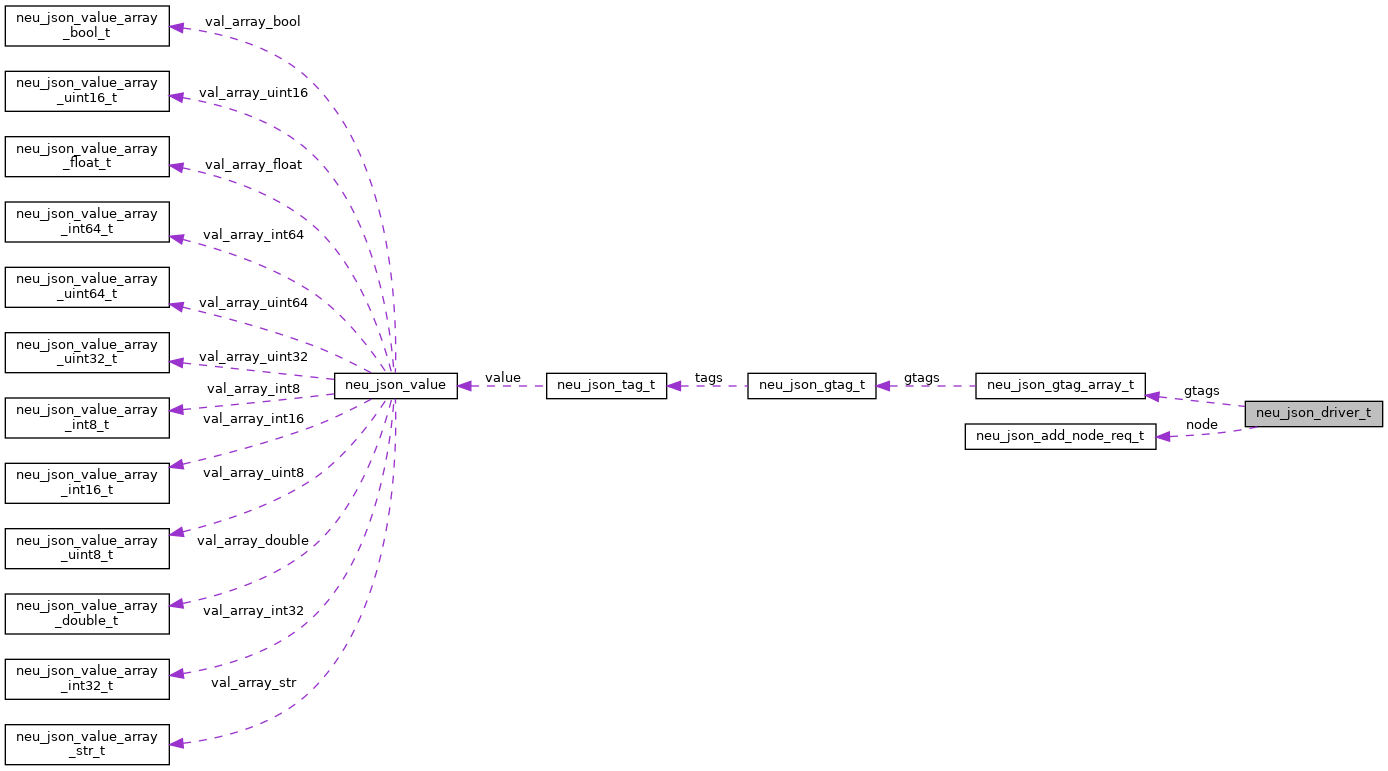 neu_json_value_array
_bool_t
val_array_bool
neu_json_value_array
_uint16_t
val_array_uint16
neu_json_value_array
_float_t
val_array_float
neu_json_value_array
_int64_t
val_array_int64
neu_json_value_array
_uint64_t
val_array_uint64
neu_json_value_array
_uint32_t
val_array_uint32
neu_json_value_array
_int8_t
val_array_int8
neu_json_value_array
_int16_t
val_array_int16
neu_json_value_array
_uint8_t
val_array_uint8
neu_json_value_array
_double_t
val_array_double
neu_json_value_array
_int32_t
val_array_int32
neu_json_value_array
_str_t
val_array_str
neu_json_value
value
neu_json_tag_t
tags
neu_json_gtag_t
gtags
neu_json_gtag_array_t
gtags
neu_json_add_node_req_t
node
neu_json_driver_t